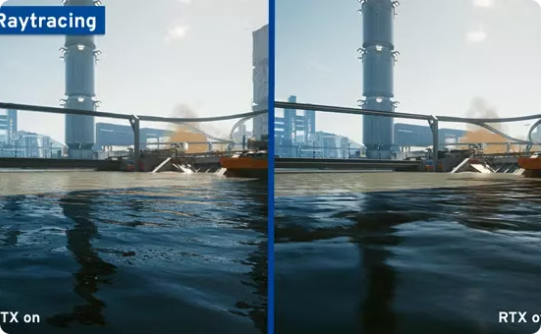 Raytracing
TX on
RTX o